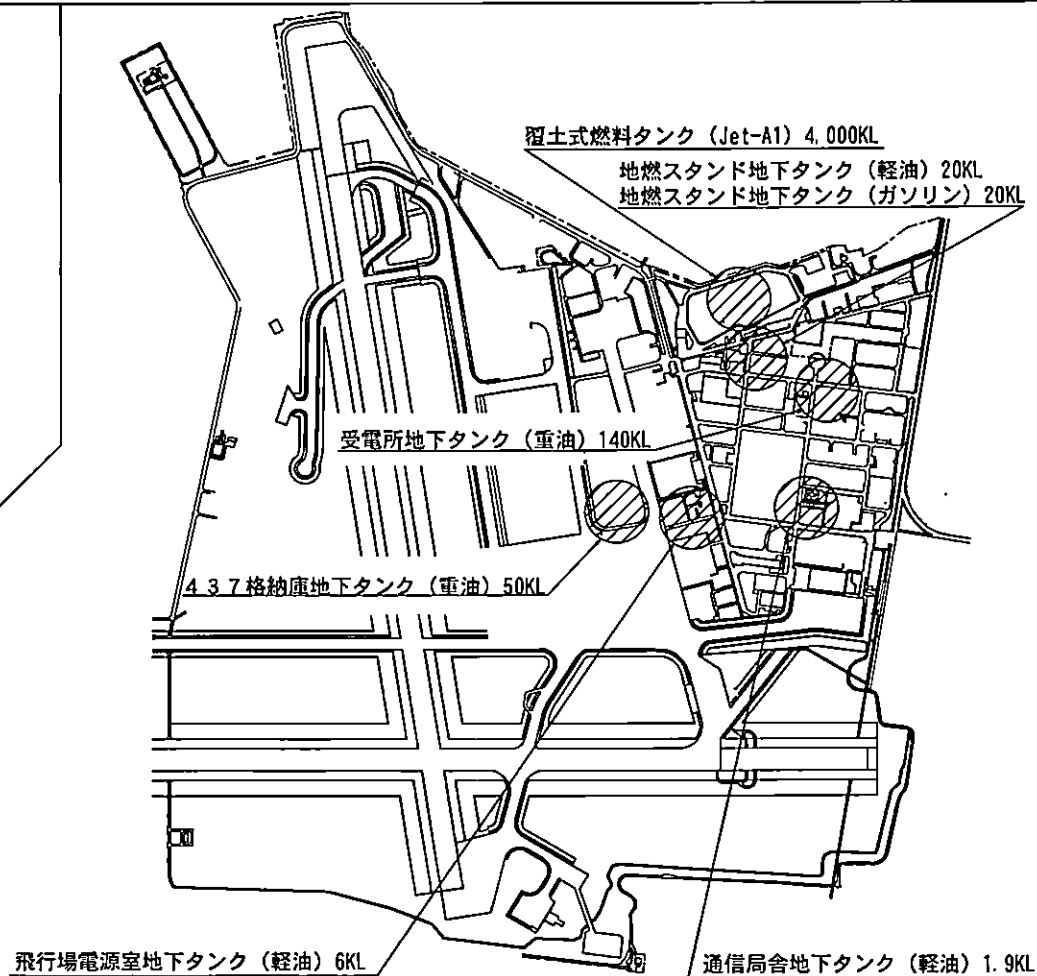 覆土式燃料タンク (Jet-A1) 4,000KL
地燃スタンド地下タンク (軽油) 20KL
地燃スタンド地下タンク (ガソリン) 20KL
受電所地下タンク (重油) 140KL
437格納庫地下タンク (重油) 50KL
飛行場電源室地下タンク (軽油) 6KL
通信局舎地下タンク (軽油) 1.9KL